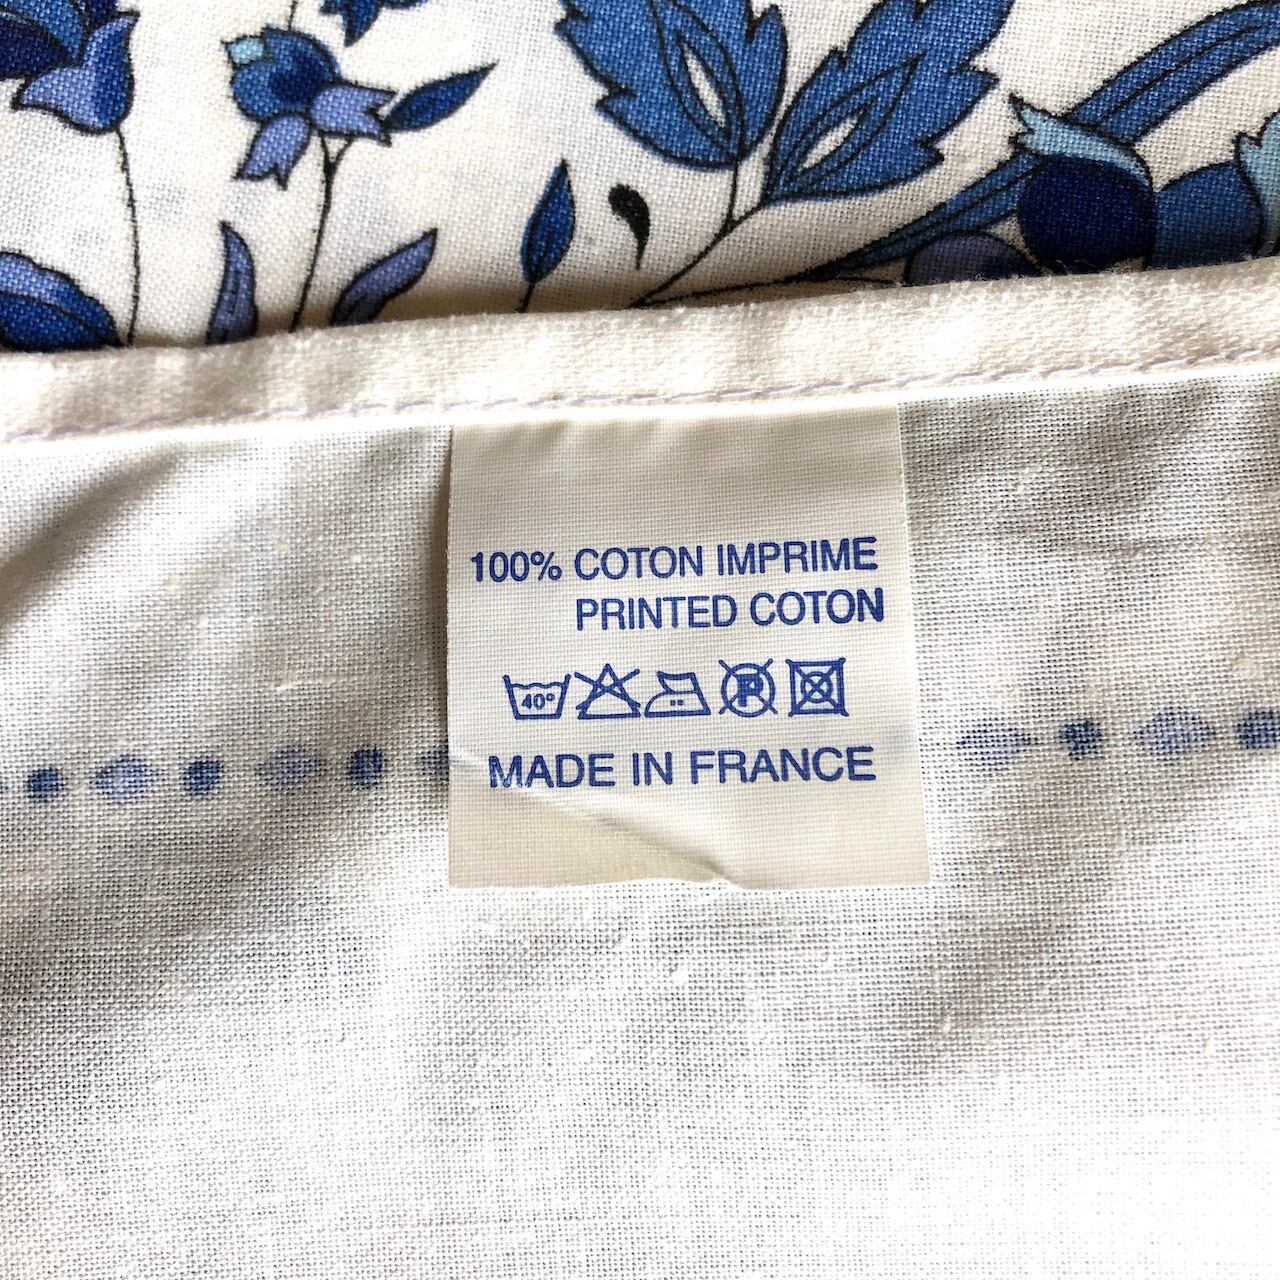 100% COTON IMPRIME
PRINTED COTON
40° P
MADE IN FRANCE